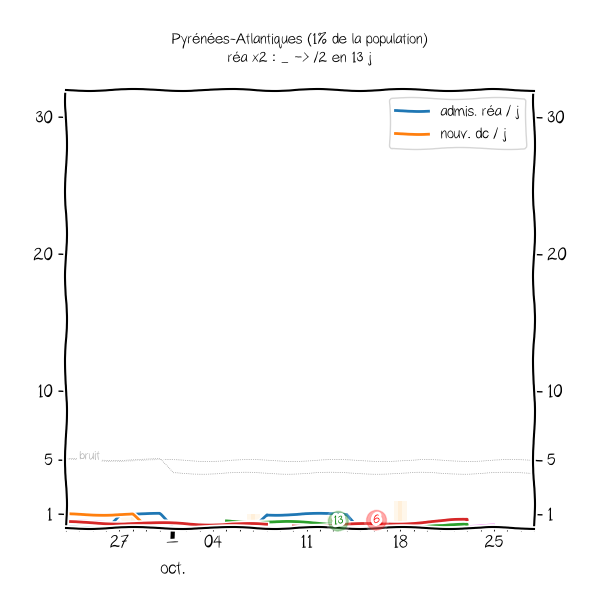 Pyrénées-Atlantiques (1% de la population)
réa x2 : _ -> /2 en 13 j
admis. réa / j
nouv. dc / j
30 30
20 20
10 10
5 bruit 5
1 13 6 1
27 _ 04 11 18 25
oct.